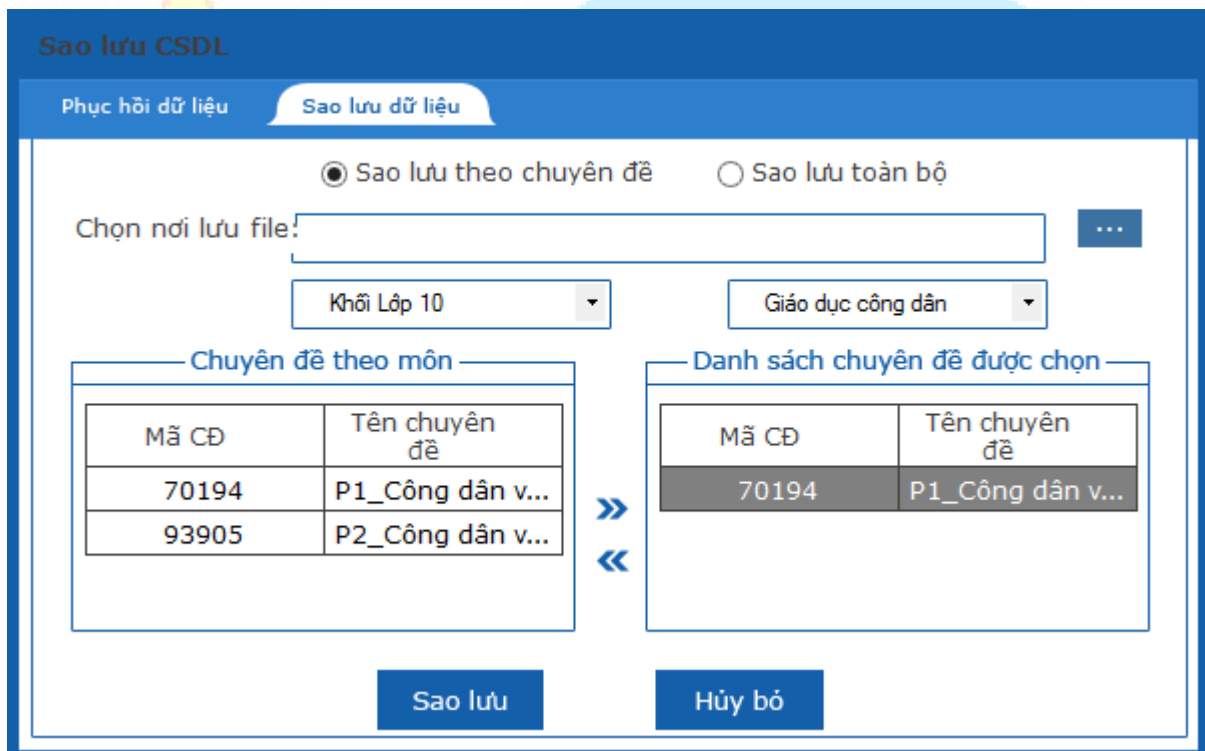 Sao lưu CSDL
Phục hồi dữ liệu Sao lưu dữ liệu
Sao lưu theo chuyên đề Sao lưu toàn bộ
Chọn nơi lưu file: ...
Khối Lớp 10 Giáo dục công dân
Chuyên đề theo môn Danh sách chuyên đề được chọn
Mã CĐ Tên chuyên đề Mã CĐ Tên chuyên đề
70194 P1_Công dân v... 70194 P1_Công dân v...
93905 P2_Công dân v...
Sao lưu Hủy bỏ